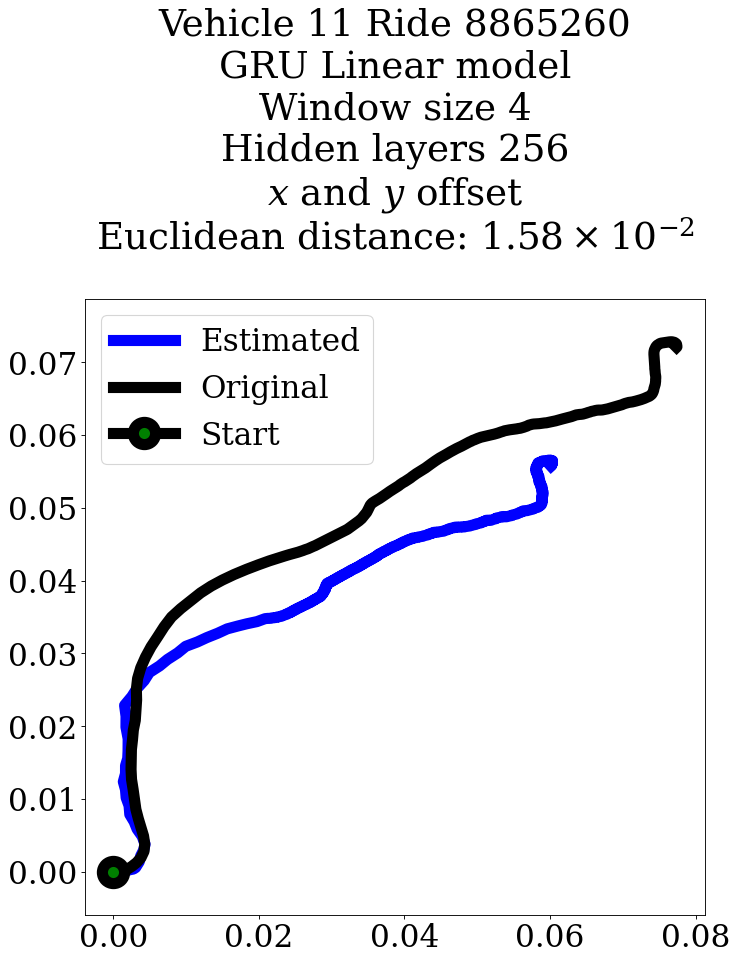 Vehicle 11 Ride 8865260
GRU Linear model
Window size 4
Hidden layers 256
x and y offset
Euclidean distance: 1.58 × 10⁻²
Estimated
Original
Start
0.07
0.06
0.05
0.04
0.03
0.02
0.01
0.00
0.00 0.02 0.04 0.06 0.08